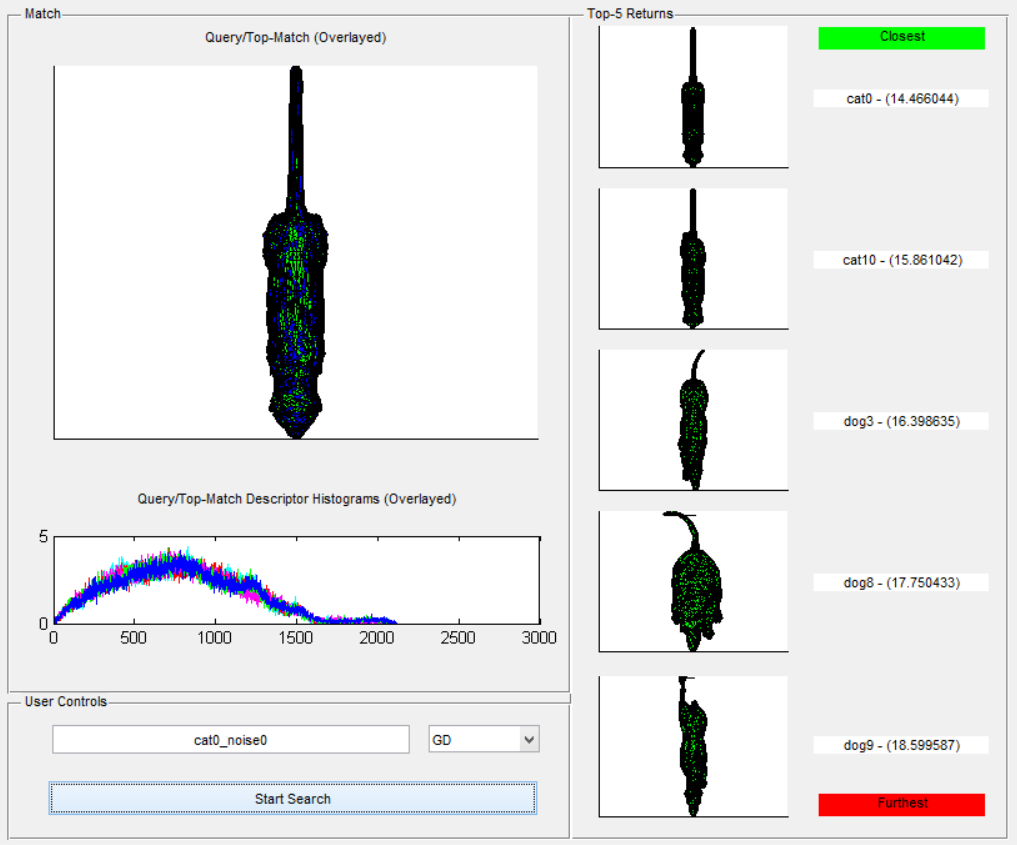 Match
Query/Top-Match (Overlayed)
Query/Top-Match Descriptor Histograms (Overlayed)
5
0
0 500 1000 1500 2000 2500 3000
User Controls
cat0_noise0
GD
Start Search
Top-5 Returns
Closest
cat0 - (14.466044)
cat10 - (15.861042)
dog3 - (16.398635)
dog8 - (17.750433)
dog9 - (18.599587)
Furthest